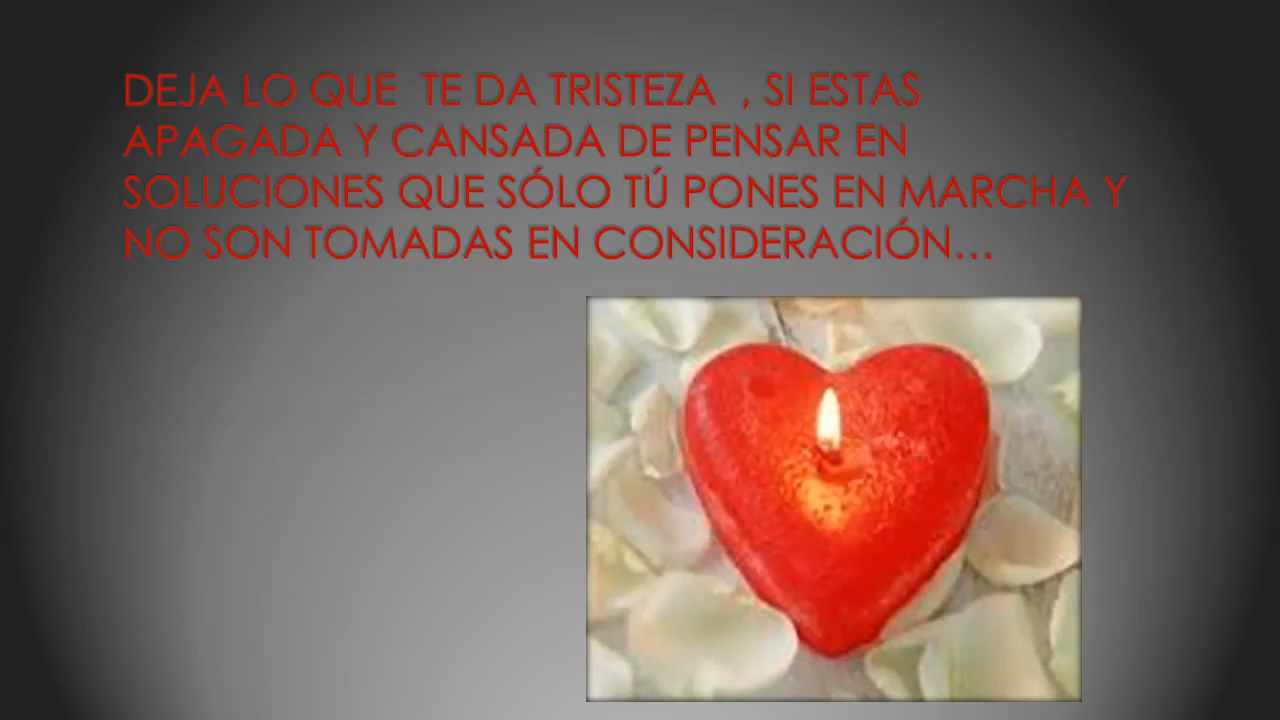 DEJA LO QUE  TE DA TRISTEZA  , SI ESTAS
APAGADA Y CANSADA DE PENSAR EN
SOLUCIONES QUE SÓLO TÚ PONES EN MARCHA Y
NO SON TOMADAS EN CONSIDERACIÓN...